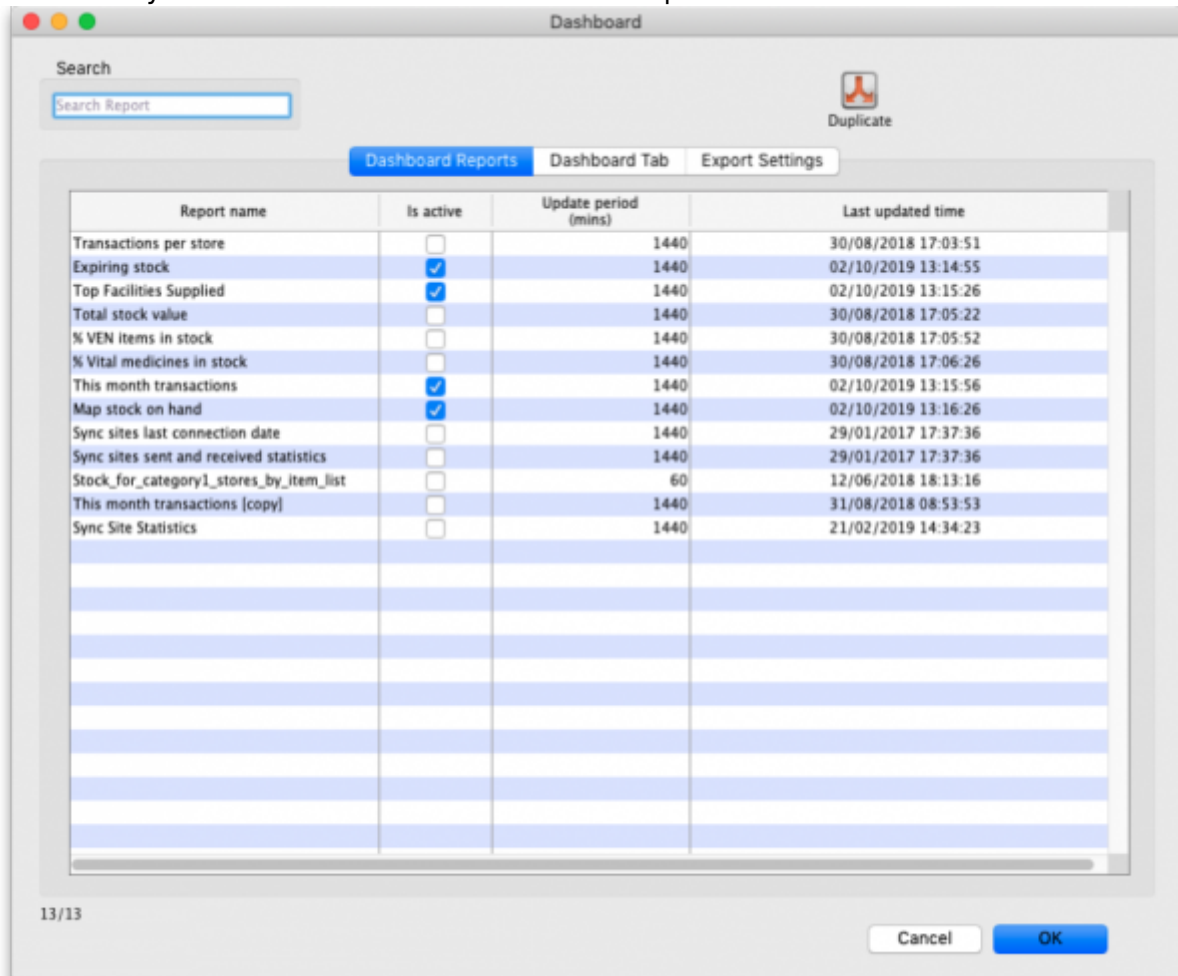 Dashboard
Search
Search Report
Duplicate
Dashboard Reports Dashboard Tab Export Settings
Report name Is active Update period (mins) Last updated time
Transactions per store 1440 30/08/2018 17:03:51
Expiring stock 1440 02/10/2019 13:14:55
Top Facilities Supplied 1440 02/10/2019 13:15:26
Total stock value 1440 30/08/2018 17:05:22
% VEN items in stock 1440 30/08/2018 17:05:52
% Vital medicines in stock 1440 30/08/2018 17:06:26
This month transactions 1440 02/10/2019 13:15:56
Map stock on hand 1440 02/10/2019 13:16:26
Sync sites last connection date 1440 29/01/2017 17:37:36
Sync sites sent and received statistics 1440 29/01/2017 17:37:36
Stock_for_category1_stores_by_item_list 60 12/06/2018 18:13:16
This month transactions [copy] 1440 31/08/2018 08:53:53
Sync Site Statistics 1440 21/02/2019 14:34:23
13/13
Cancel OK